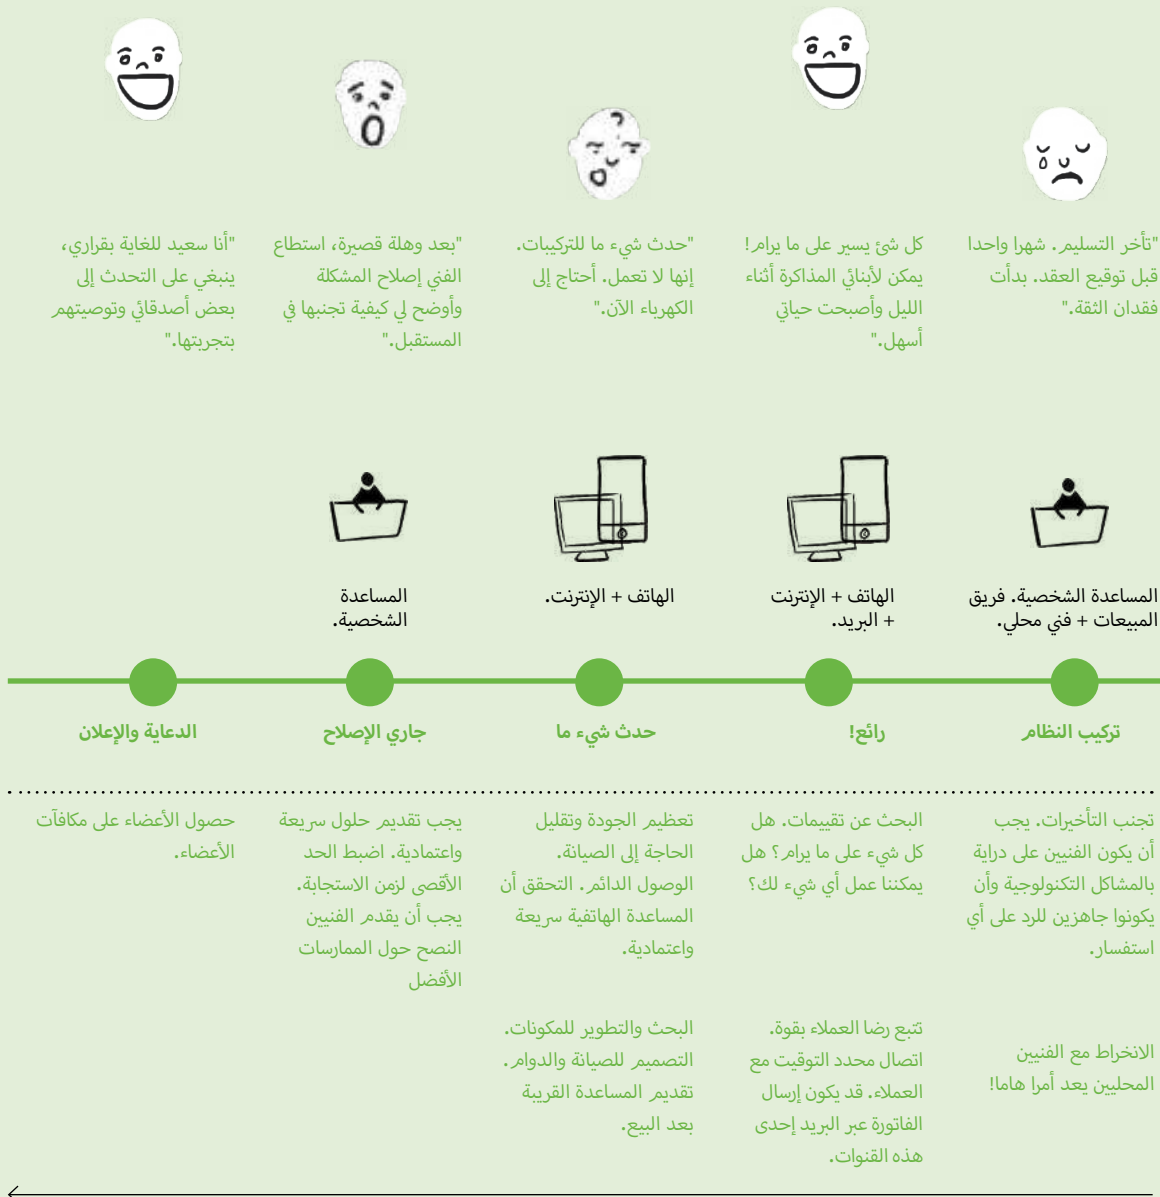 "تأخر التسليم. شهرا واحدا
قبل توقيع العقد. بدأت
فقدان الثقة."
كل شئ يسير على ما يرام!
يمكن لأبنائي المذاكرة أثناء
الليل وأصبحت حياتي
أسهل."
"حدث شيء ما للتركيبات.
إنها لا تعمل. أحتاج إلى
الكهرباء الآن."
"بعد وهلة قصيرة، استطاع
الفني إصلاح المشكلة
وأوضح لي كيفية تجنبها في
المستقبل."
"أنا سعيد للغاية بقراري،
ينبغي على التحدث إلى
بعض أصدقائي وتوصيتهم
بتجربتها."
المساعدة الشخصية. فريق
المبيعات + فني محلي.
الهاتف + الإنترنت
+ البريد.
الهاتف + الإنترنت.
المساعدة
الشخصية.
تركيب النظام
رائع!
حدث شيء ما
جاري الإصلاح
الدعاية والإعلان
تجنب التأخيرات. يجب
أن يكون الفنيين على دراية
بالمشاكل التكنولوجية وأن
يكونوا جاهزين للرد على أي
استفسار.
البحث عن تقييمات. هل
كل شيء على ما يرام؟ هل
يمكننا عمل أي شيء لك؟
تعظيم الجودة وتقليل
الحاجة إلى الصيانة.
الوصول الدائم. التحقق أن
المساعدة الهاتفية سريعة
واعتمادية.
يجب تقديم حلول سريعة
واعتمادية. اضبط الحد
الأقصى لزمن الاستجابة.
يجب أن يقدم الفنيين
النصح حول الممارسات
الأفضل
حصول الأعضاء على مكافآت
الأعضاء.
الانخراط مع الفنيين
المحليين يعد أمرا هاما!
تتبع رضا العملاء بقوة.
اتصال محدد التوقيت مع
العملاء. قد يكون إرسال
الفاتورة عبر البريد إحدى
هذه القنوات.
البحث والتطوير للمكونات.
التصميم للصيانة والدوام.
تقديم المساعدة القريبة
بعد البيع.